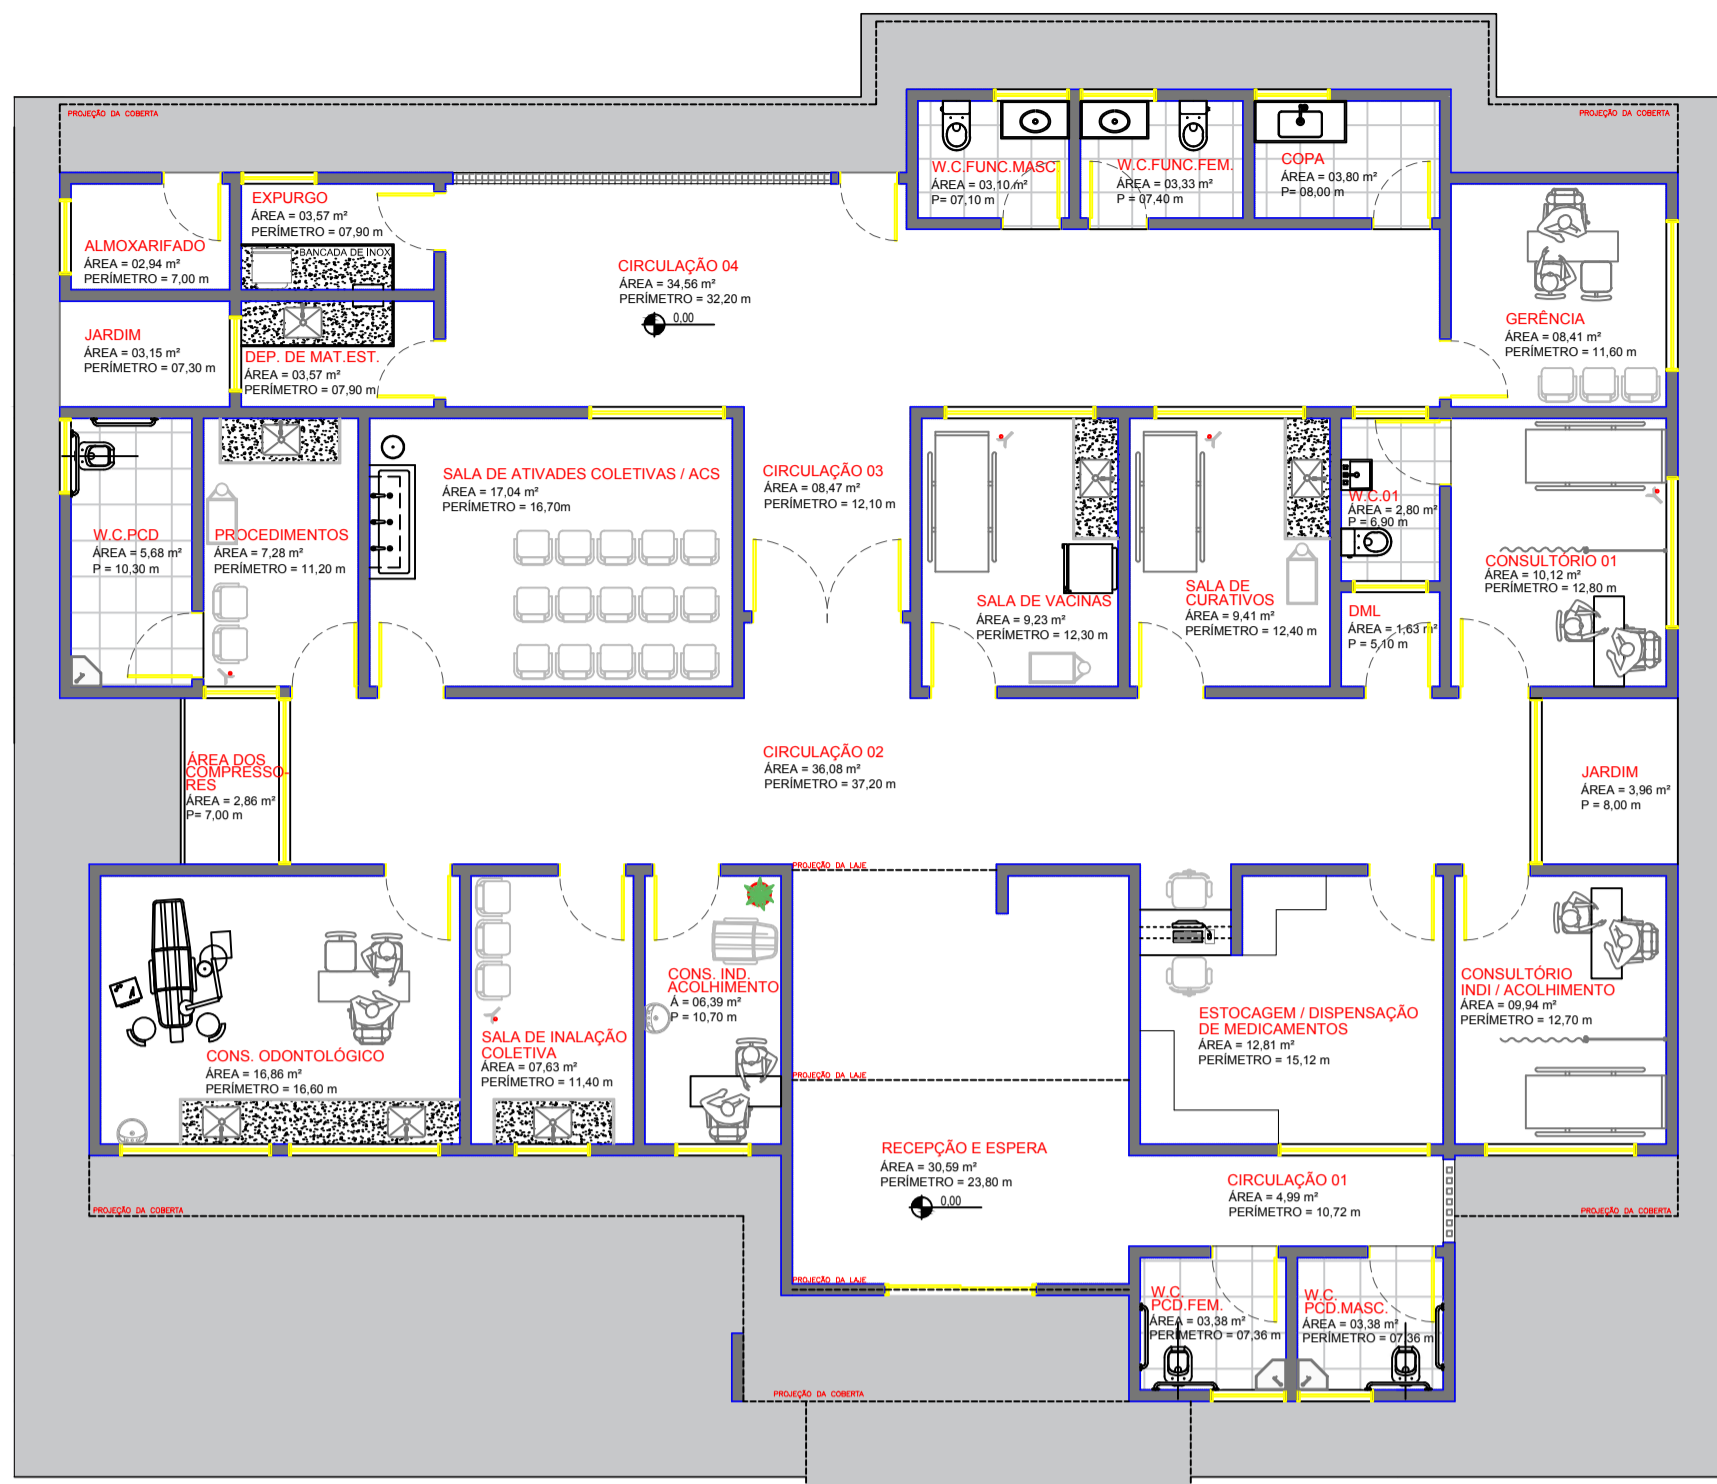 PROJEÇÃO DA COBERTA
PROJEÇÃO DA COBERTA
W.C.FUNC.MASC.
ÁREA = 03,10 m²
P= 07,10 m
W.C.FUNC.FEM.
ÁREA = 03,33 m²
P = 07,40 m
COPA
ÁREA = 03,80 m²
P= 08,00 m
EXPURGO
ÁREA = 03,57 m²
PERÍMETRO = 07,90 m
BANCADA DE INOX
ALMOXARIFADO
ÁREA = 02,94 m²
PERÍMETRO = 7,00 m
CIRCULAÇÃO 04
ÁREA = 34,56 m²
PERÍMETRO = 32,20 m
0,00
GERÊNCIA
ÁREA = 08,41 m²
PERÍMETRO = 11,60 m
JARDIM
ÁREA = 03,15 m²
PERÍMETRO = 07,30 m
DEP. DE MAT.EST.
ÁREA = 03,57 m²
PERÍMETRO = 07,90 m
SALA DE ATIVADES COLETIVAS / ACS
ÁREA = 17,04 m²
PERÍMETRO = 16,70m
CIRCULAÇÃO 03
ÁREA = 08,47 m²
PERÍMETRO = 12,10 m
W.C.PCD
ÁREA = 5,68 m²
P = 10,30 m
PROCEDIMENTOS
ÁREA = 7,28 m²
PERÍMETRO = 11,20 m
W.C.01
ÁREA = 2,80 m²
P = 6,90 m
CONSULTÓRIO 01
ÁREA = 10,12 m²
PERÍMETRO = 12,80 m
SALA DE VACINAS
ÁREA = 9,23 m²
PERÍMETRO = 12,30 m
SALA DE
CURATIVOS
ÁREA = 9,41 m²
PERÍMETRO = 12,40 m
DML
ÁREA = 1,63 m²
P = 5,10 m
ÁREA DOS
COMPRESSO-
RES
ÁREA = 2,86 m²
P= 7,00 m
CIRCULAÇÃO 02
ÁREA = 36,08 m²
PERÍMETRO = 37,20 m
JARDIM
ÁREA = 3,96 m²
P = 8,00 m
PROJEÇÃO DA LAJE
CONS. IND.
ACOLHIMENTO
Á = 06,39 m²
P = 10,70 m
CONSULTÓRIO
INDI / ACOLHIMENTO
ÁREA = 09,94 m²
PERÍMETRO = 12,70 m
ESTOCAGEM / DISPENSAÇÃO
DE MEDICAMENTOS
ÁREA = 12,81 m²
PERÍMETRO = 15,12 m
SALA DE INALAÇÃO
COLETIVA
ÁREA = 07,63 m²
PERÍMETRO = 11,40 m
CONS. ODONTOLÓGICO
ÁREA = 16,86 m²
PERÍMETRO = 16,60 m
PROJEÇÃO DA LAJE
RECEPÇÃO E ESPERA
ÁREA = 30,59 m²
PERÍMETRO = 23,80 m
0,00
CIRCULAÇÃO 01
ÁREA = 4,99 m²
PERÍMETRO = 10,72 m
PROJEÇÃO DA COBERTA
PROJEÇÃO DA COBERTA
PROJEÇÃO DA LAJE
W.C.
PCD.FEM.
ÁREA = 03,38 m²
PERÍMETRO = 07,36 m
W.C.
PCD.MASC.
ÁREA = 03,38 m²
PERÍMETRO = 07,36 m
PROJEÇÃO DA COBERTA